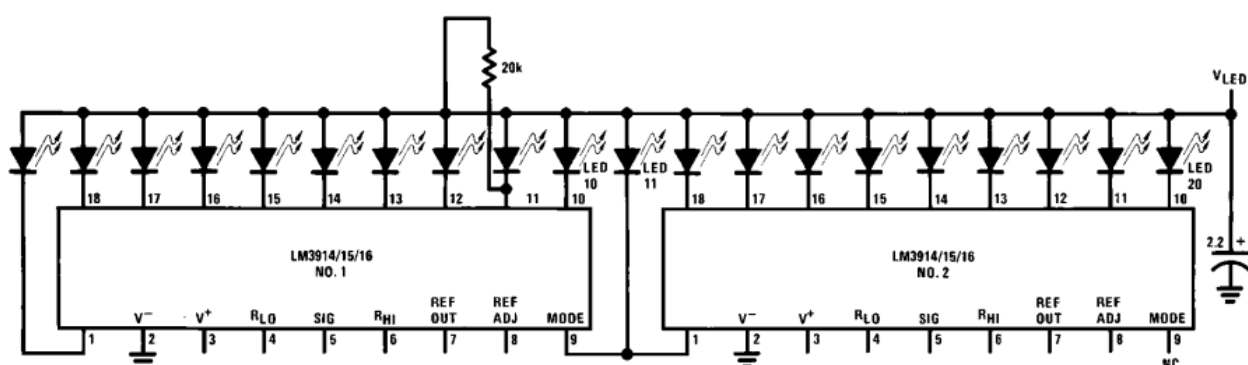 20k
VLED
LED
10
LED
11
LED
20
18 17 16 15 14 13 12 11 10
18 17 16 15 14 13 12 11 10
2.2 +
LM3914/15/16
NO. 1
LM3914/15/16
NO. 2
V− V+ RLO SIG RHI REF OUT REF ADJ MODE
V− V+ RLO SIG RHI REF OUT REF ADJ MODE
1 2 3 4 5 6 7 8 9
1 2 3 4 5 6 7 8 9
NC